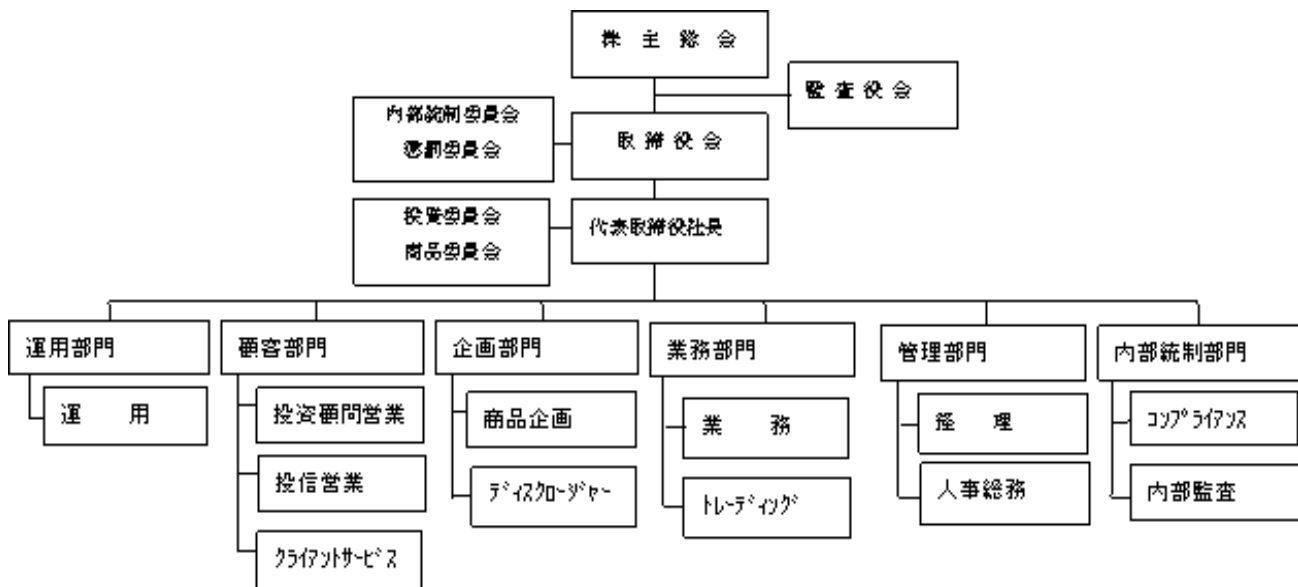 株 主 総 会
監 査 役 会
内部統制委員会
懲罰委員会
取 締 役 会
投資委員会
商品委員会
代表取締役社長
運用部門
顧客部門
企画部門
業務部門
管理部門
内部統制部門
運 用
投資顧問営業
投信営業
クライアントサービス
商品企画
ディスクロージャー
業 務
トレーディング
経 理
人事総務
コンプライアンス
内部監査